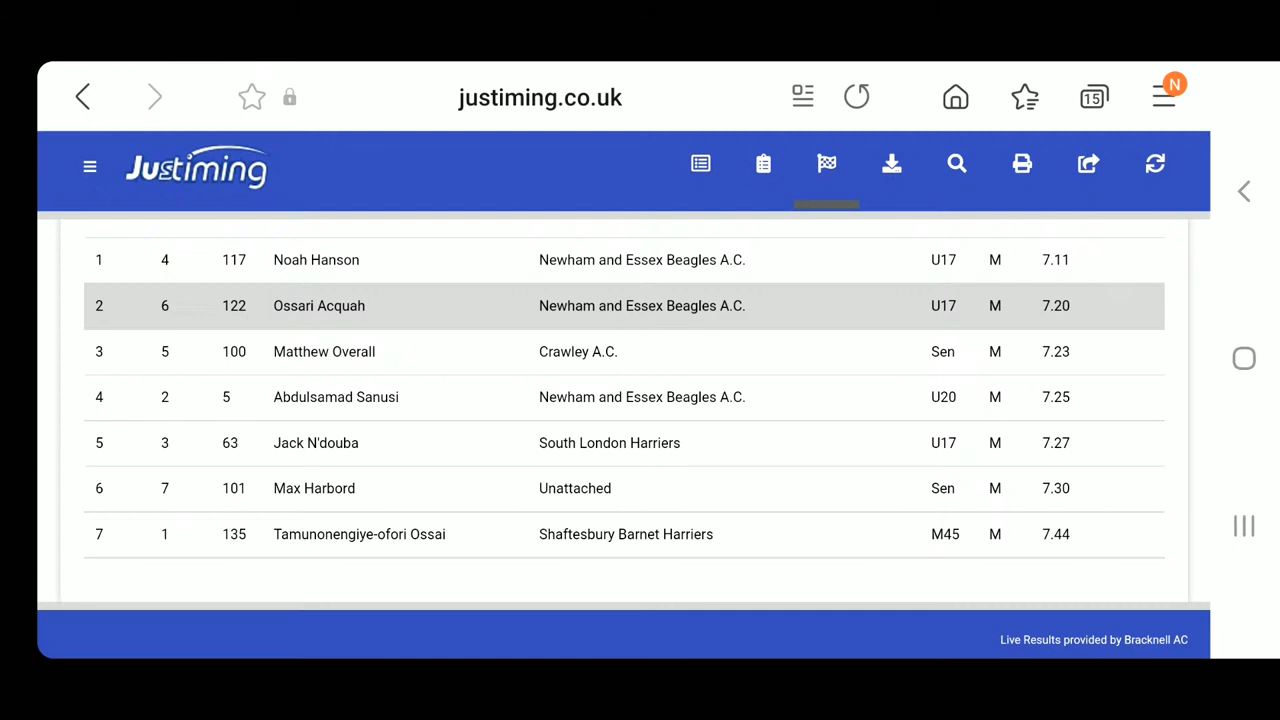 justiming.co.uk
15
N
Justiming
1 4 117 Noah Hanson Newham and Essex Beagles A.C. U17 M 7.11
2 6 122 Ossari Acquah Newham and Essex Beagles A.C. U17 M 7.20
3 5 100 Matthew Overall Crawley A.C. Sen M 7.23
4 2 5 Abdulsamad Sanusi Newham and Essex Beagles A.C. U20 M 7.25
5 3 63 Jack N'douba South London Harriers U17 M 7.27
6 7 101 Max Harbord Unattached Sen M 7.30
7 1 135 Tamunonengiye-ofori Ossai Shaftesbury Barnet Harriers M45 M 7.44
Live Results provided by Bracknell AC